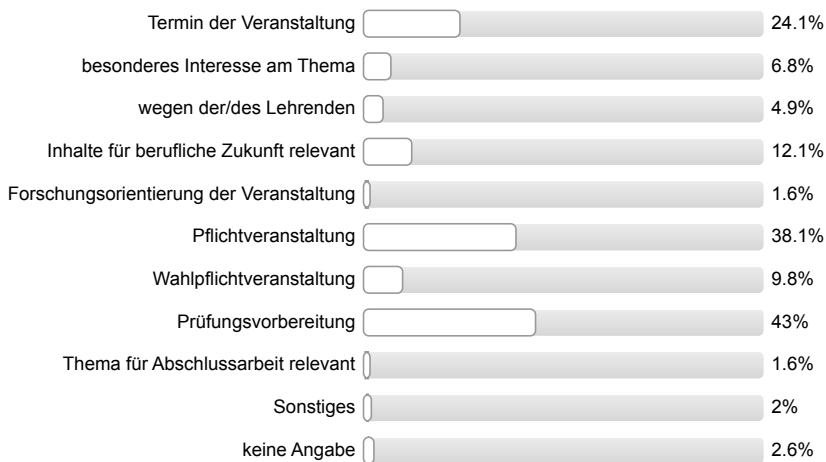 Termin der Veranstaltung 24.1%
besonderes Interesse am Thema 6.8%
wegen der/des Lehrenden 4.9%
Inhalte für berufliche Zukunft relevant 12.1%
Forschungsorientierung der Veranstaltung 1.6%
Pflichtveranstaltung 38.1%
Wahlpflichtveranstaltung 9.8%
Prüfungsvorbereitung 43%
Thema für Abschlussarbeit relevant 1.6%
Sonstiges 2%
keine Angabe 2.6%